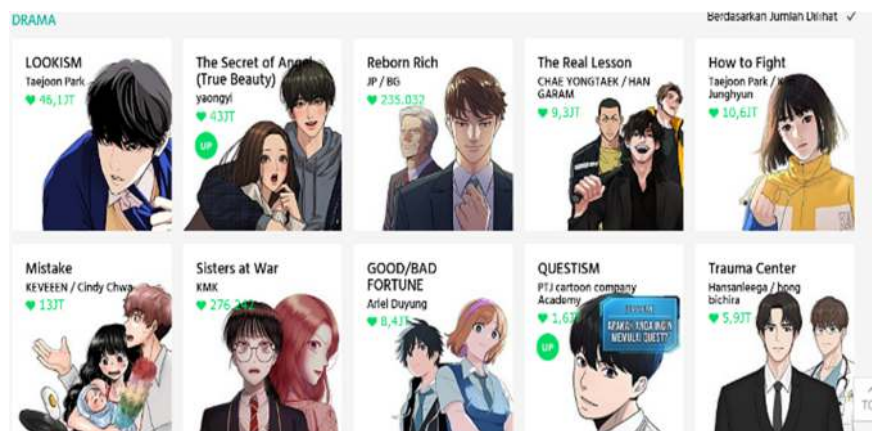 DRAMA
Berdasarkan Jumlah Dilihat
LOOKISM
Taejoon Park
46,1JT
The Secret of Angel
(True Beauty)
yaongyi
43JT
UP
Reborn Rich
JP / BG
235.032
The Real Lesson
CHAE YONGTAEK / HAN
GARAM
9,3JT
How to Fight
Taejoon Park /
Junghyun
10,6JT
Mistake
KEVEEEN / Cindy Chwa
13JT
Sisters at War
KMK
GOOD/BAD
FORTUNE
Ariel Duyung
8,4JT
QUESTISM
PTJ cartoon company
Academy
1,6JT
UP
APAKAH ANDA INGIN
MEMULAI QUEST?
Trauma Center
Hansanleega / hong
bichira
5,9JT